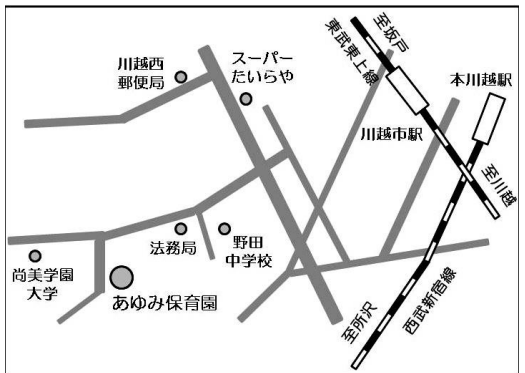 至坂戸
東武東上線
川越西
郵便局
スーパー
たいらや
本川越駅
川越市駅
至川越
法務局
野田
中学校
尚美学園
大学
あゆみ保育園
至所沢
西武新宿線